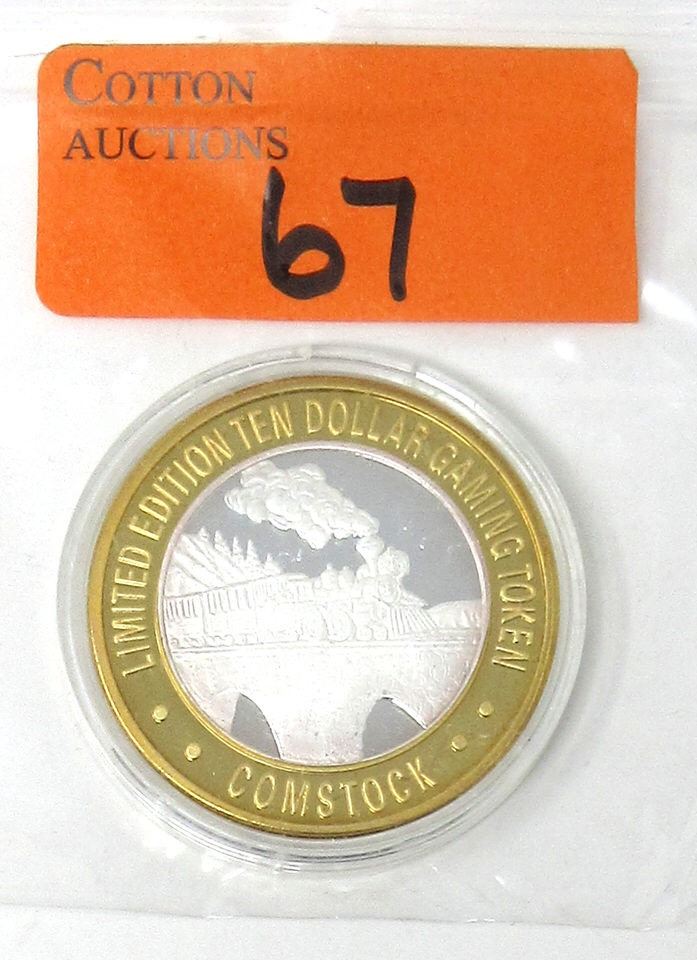 COTTON
AUCTIONS
67
LIMITED EDITION TEN DOLLAR GAMING TOKEN
COMSTOCK